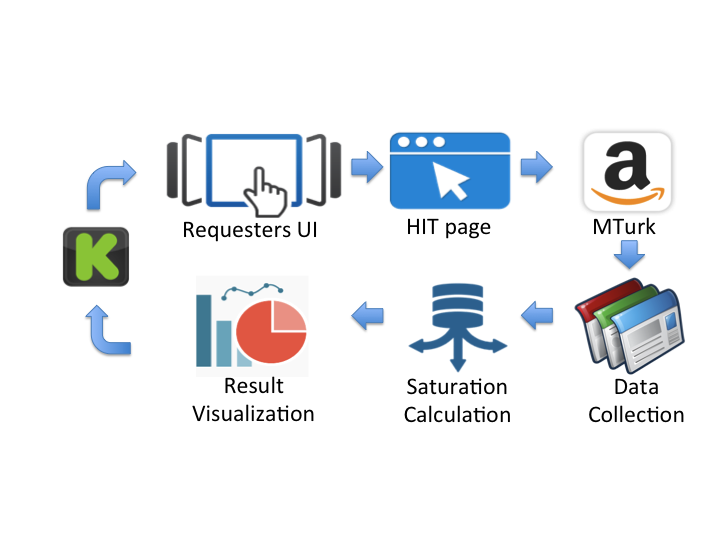 Requesters UI
HIT page
MTurk
K
Result
Visualization
Saturation
Calculation
Data
Collection